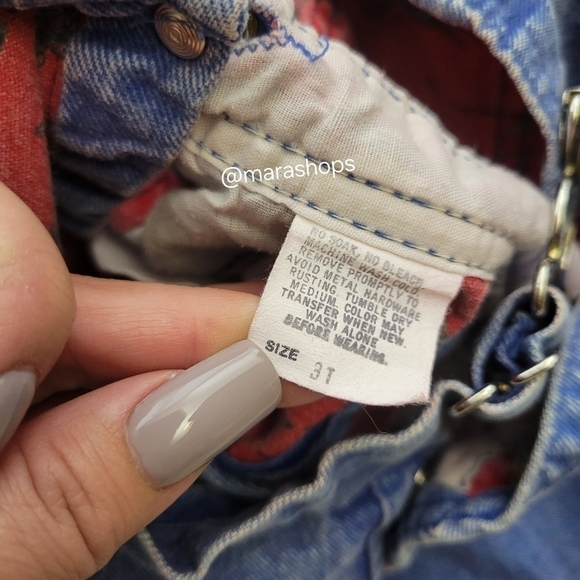 @marashops
NO SOAK, NO BLEACH
MACHINE WASH COLD
REMOVE PROMPTLY TO
AVOID METAL HARDWARE
RUSTING. TUMBLE DRY
MEDIUM. COLOR MAY
TRANSFER WHEN NEW.
WASH ALONE
BEFORE WEARING.
SIZE 3T